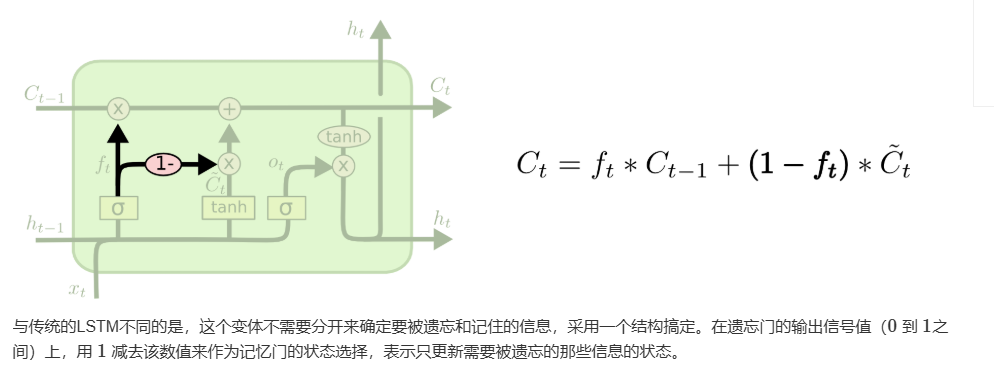 h_t
C_{t-1}
x
+
C_t
tanh
f_t
1-
x
o_t
x
C̃_t
σ
tanh
σ
h_{t-1}
h_t
x_t
C_t = f_t * C_{t-1} + (1 − f_t) * C̃_t
与传统的LSTM不同的是，这个变体不需要分开来确定要被遗忘和记住的信息，采用一个结构搞定。在遗忘门的输出信号值（0 到 1之
间）上，用 1 减去该数值来作为记忆门的状态选择，表示只更新需要被遗忘的那些信息的状态。